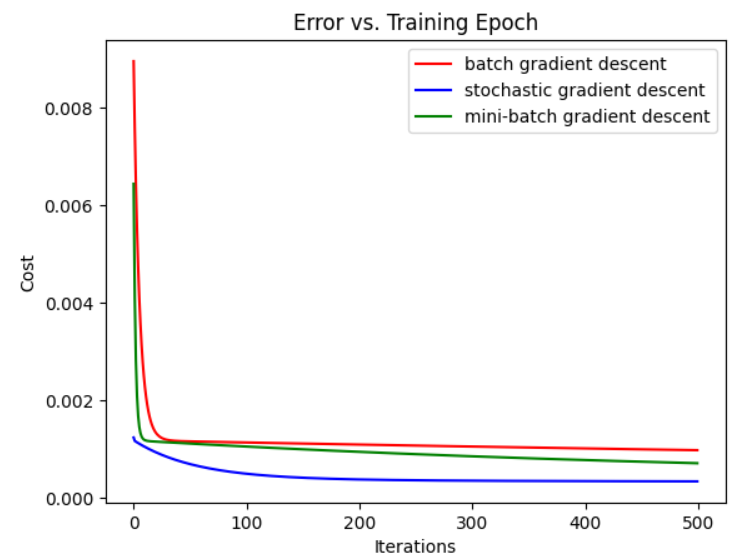 Error vs. Training Epoch
batch gradient descent
stochastic gradient descent
mini-batch gradient descent
0.008
0.006
0.004
0.002
0.000
Cost
0 100 200 300 400 500
Iterations